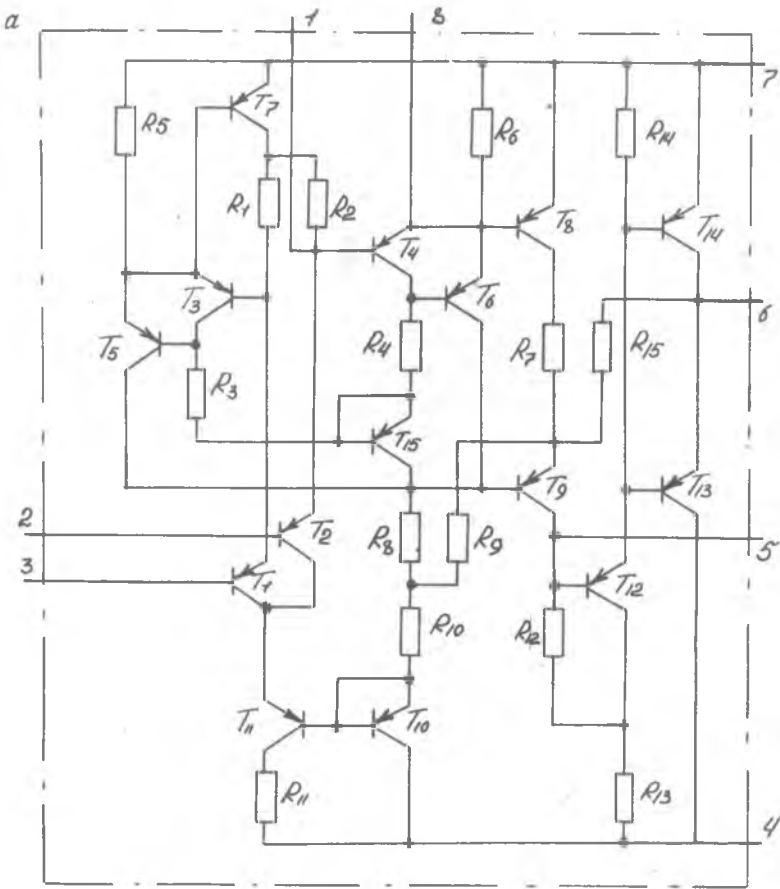 a
1 8
7
T7
R5 R6 R14
R1 R2
T4 T8 T14
T3 T6 6
T5 R4 R7 R15
R3
T15
T9 T13
2 T2 R8 R9 5
3 T1 T12
R10 R12
T11 T10
R11 R13
4